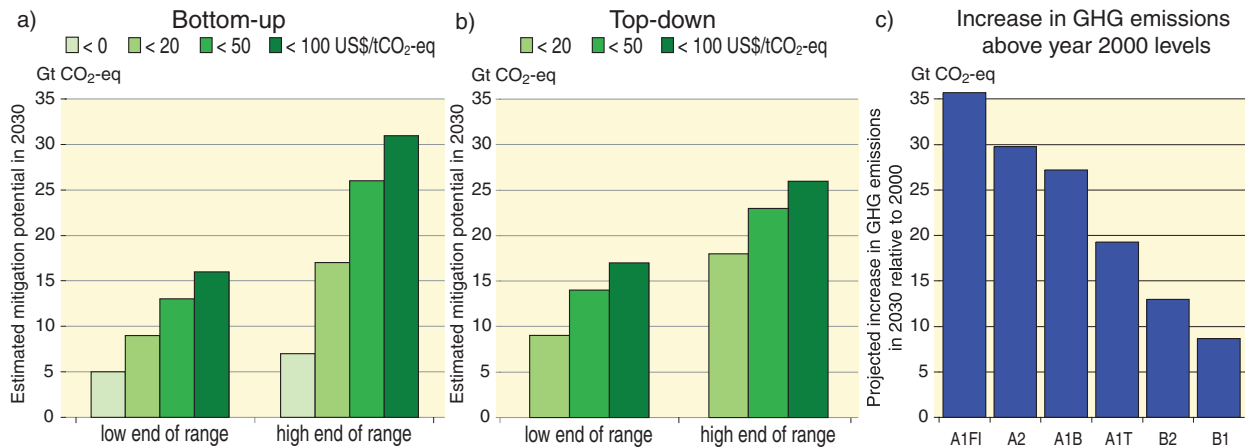 a)
Bottom-up
< 0 < 20 < 50 < 100 US$/tCO₂-eq
Gt CO₂-eq
Estimated mitigation potential in 2030
35
30
25
20
15
10
5
0
low end of range high end of range
b)
Top-down
< 20 < 50 < 100 US$/tCO₂-eq
Gt CO₂-eq
Estimated mitigation potential in 2030
35
30
25
20
15
10
5
0
low end of range high end of range
c)
Increase in GHG emissions
above year 2000 levels
Gt CO₂-eq
Projected increase in GHG emissions
in 2030 relative to 2000
35
30
25
20
15
10
5
0
A1FI A2 A1B A1T B2 B1